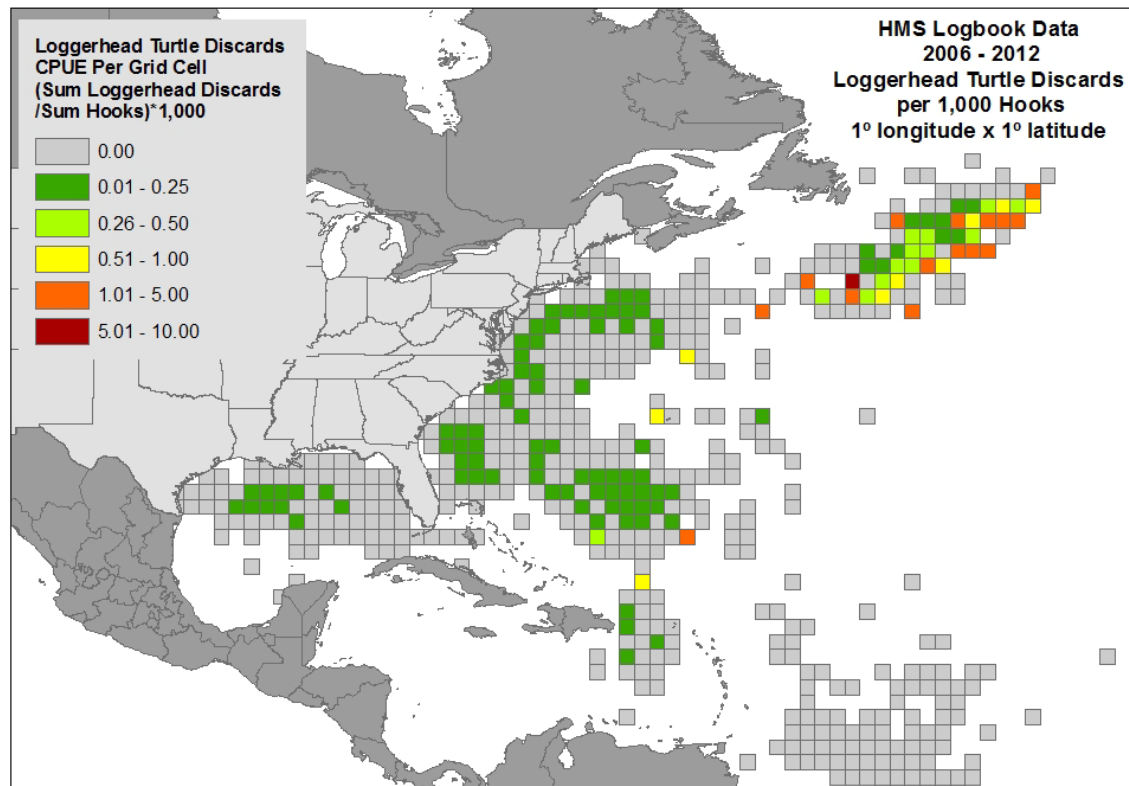 Loggerhead Turtle Discards
CPUE Per Grid Cell
(Sum Loggerhead Discards
/Sum Hooks)*1,000
0.00
0.01 - 0.25
0.26 - 0.50
0.51 - 1.00
1.01 - 5.00
5.01 - 10.00
HMS Logbook Data
2006 - 2012
Loggerhead Turtle Discards
per 1,000 Hooks
1º longitude x 1º latitude